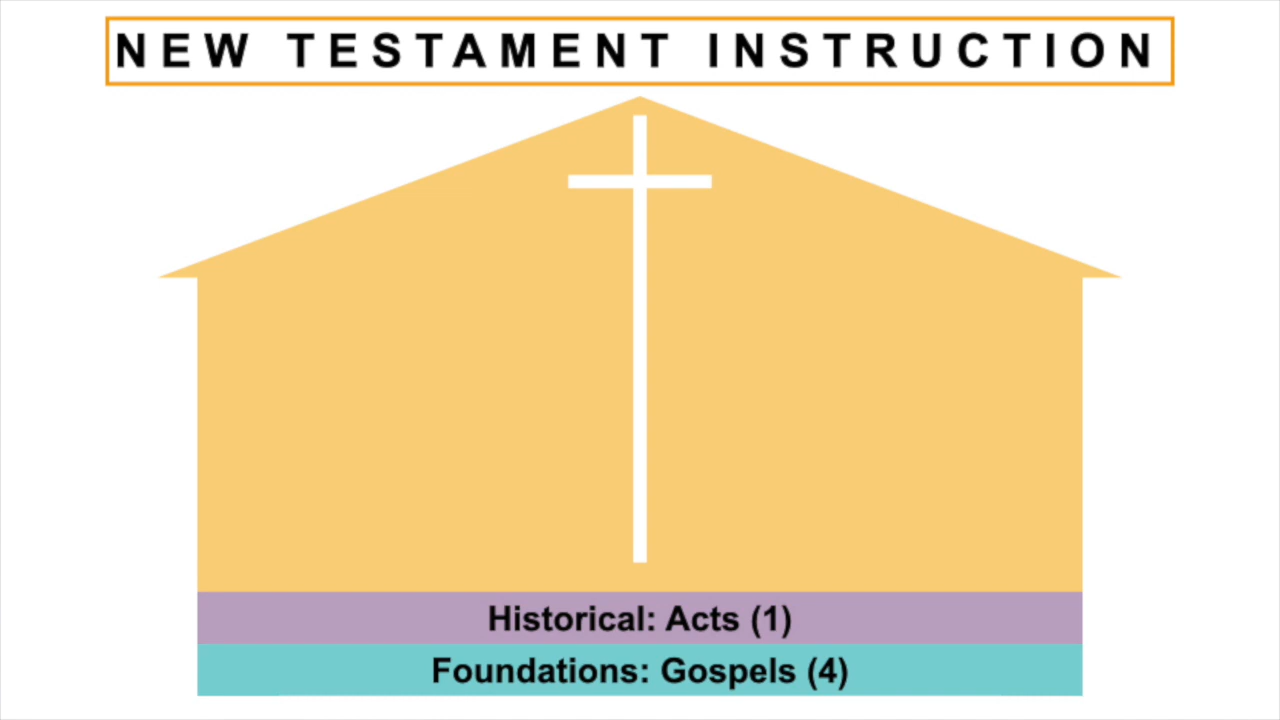 NEW TESTAMENT INSTRUCTION
Historical: Acts (1)
Foundations: Gospels (4)